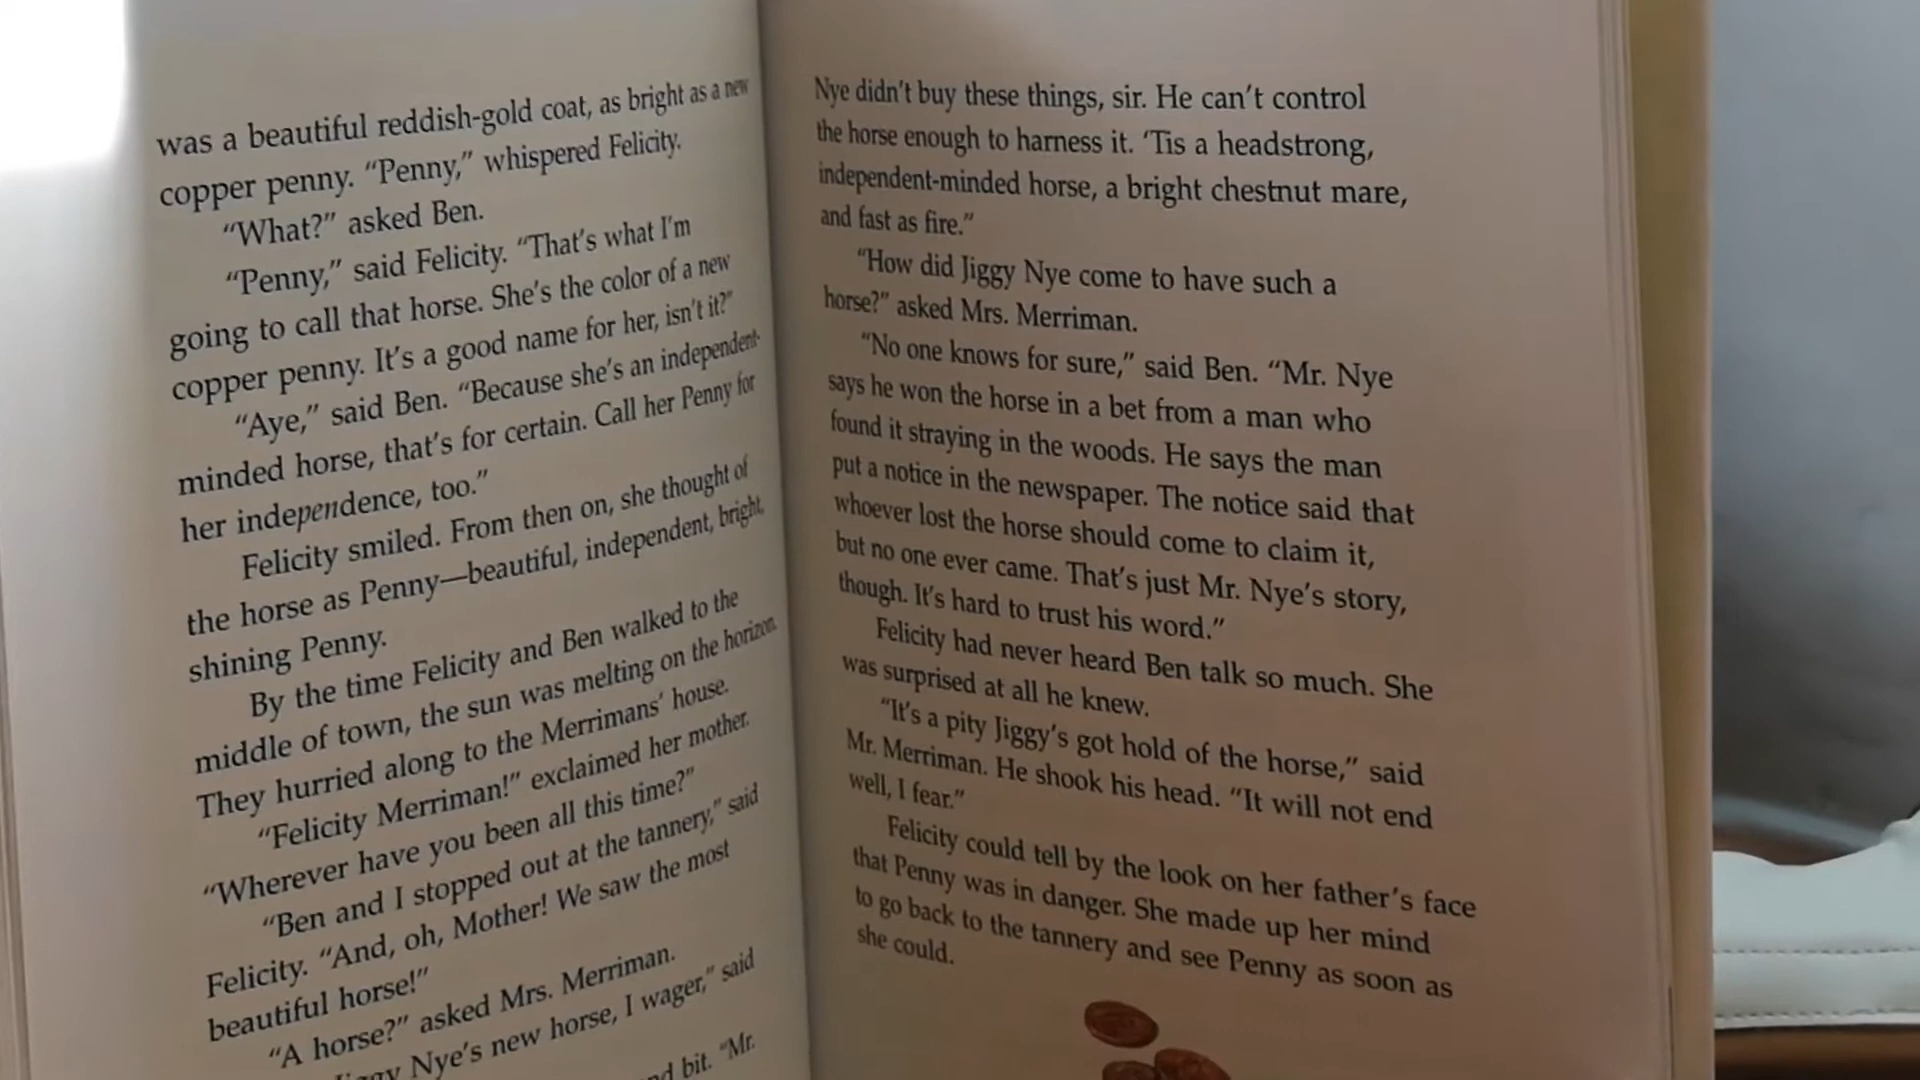 was a beautiful reddish-gold coat, as bright as a new
copper penny. “Penny,” whispered Felicity.
“What?” asked Ben.
“Penny,” said Felicity. “That’s what I’m
going to call that horse. She’s the color of a new
copper penny. It’s a good name for her, isn’t it?”
“Aye,” said Ben. “Because she’s an independent-
minded horse, that’s for certain. Call her Penny for
her independence, too.”
Felicity smiled. From then on, she thought of
the horse as Penny—beautiful, independent, bright,
shining Penny.
By the time Felicity and Ben walked to the
middle of town, the sun was melting on the horizon.
They hurried along to the Merrimans’ house.
“Felicity Merriman!” exclaimed her mother.
“Wherever have you been all this time?”
“Ben and I stopped out at the tannery,” said
Felicity. “And, oh, Mother! We saw the most
beautiful horse!”
“A horse?” asked Mrs. Merriman.
Nye’s new horse, I wager,” said
bit. “Mr.
Nye didn’t buy these things, sir. He can’t control
the horse enough to harness it. ’Tis a headstrong,
independent-minded horse, a bright chestnut mare,
and fast as fire.”
“How did Jiggy Nye come to have such a
horse?” asked Mrs. Merriman.
“No one knows for sure,” said Ben. “Mr. Nye
says he won the horse in a bet from a man who
found it straying in the woods. He says the man
put a notice in the newspaper. The notice said that
whoever lost the horse should come to claim it,
but no one ever came. That’s just Mr. Nye’s story,
though. It’s hard to trust his word.”
Felicity had never heard Ben talk so much. She
was surprised at all he knew.
“It’s a pity Jiggy’s got hold of the horse,” said
Mr. Merriman. He shook his head. “It will not end
well, I fear.”
Felicity could tell by the look on her father’s face
that Penny was in danger. She made up her mind
to go back to the tannery and see Penny as soon as
she could.